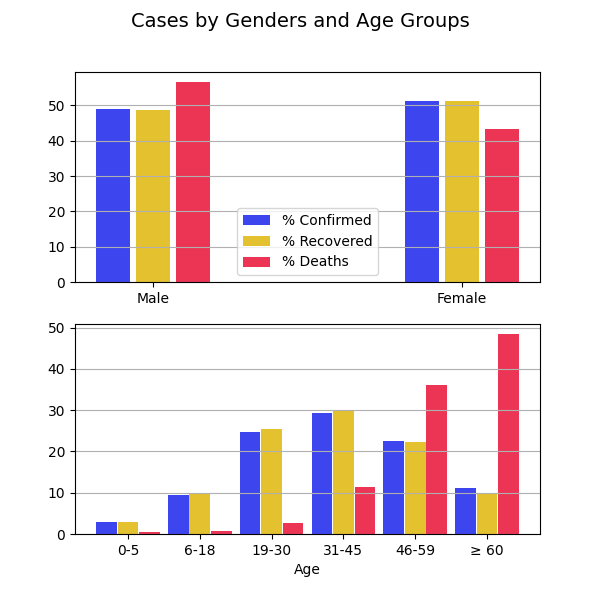 Cases by Genders and Age Groups
50
40
30
20
10
0
% Confirmed
% Recovered
% Deaths
Male Female
50
40
30
20
10
0
0-5 6-18 19-30 31-45 46-59 ≥ 60
Age